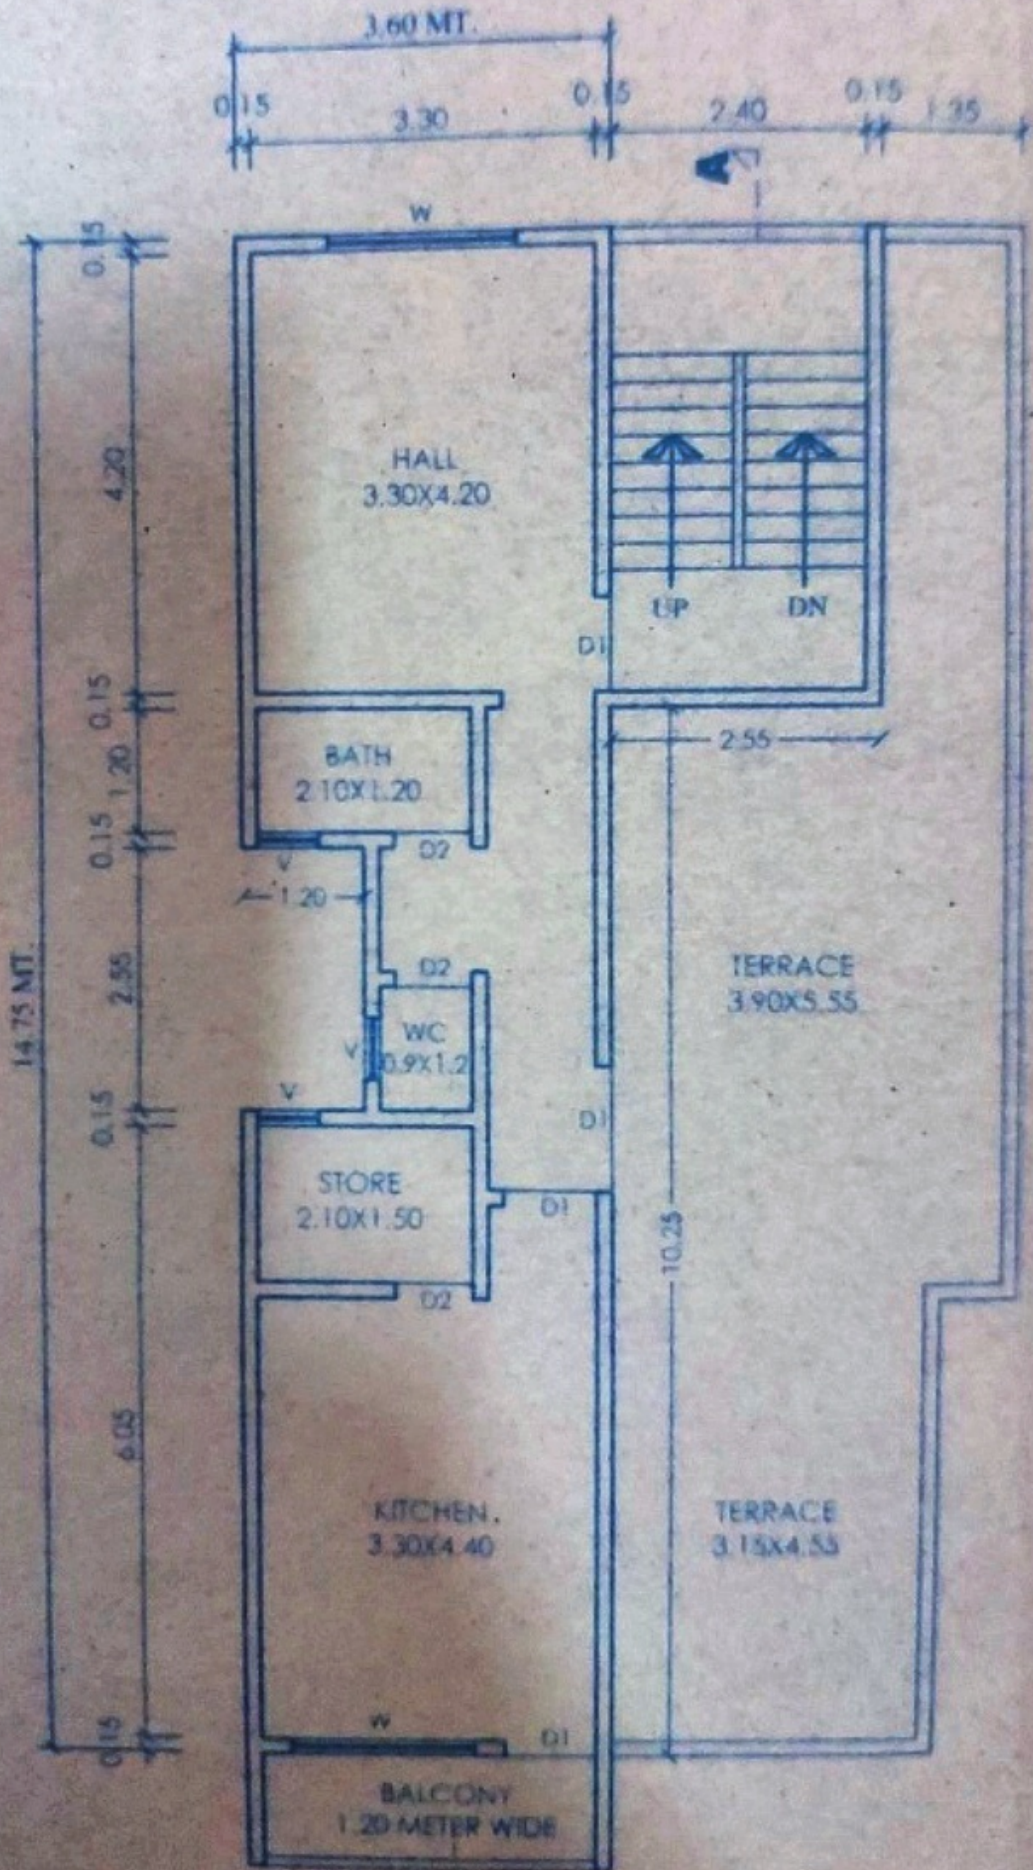 3.60 MT.
0.15
3.30
0.15
2.40
0.15
1.35
A
W
0.15
4.20
HALL
3.30X4.20
UP
DN
D1
0.15
2.55
BATH
2.10X1.20
1.20
0.15
D2
V
1.20
14.75 MT.
2.55
D2
TERRACE
3.90X5.55
WC
0.9X1.2
V
V
0.15
D1
STORE
2.10X1.50
D1
10.25
D2
6.05
KITCHEN.
3.30X4.40
TERRACE
3.15X4.55
W
D1
0.15
BALCONY
1.20 METER WIDE